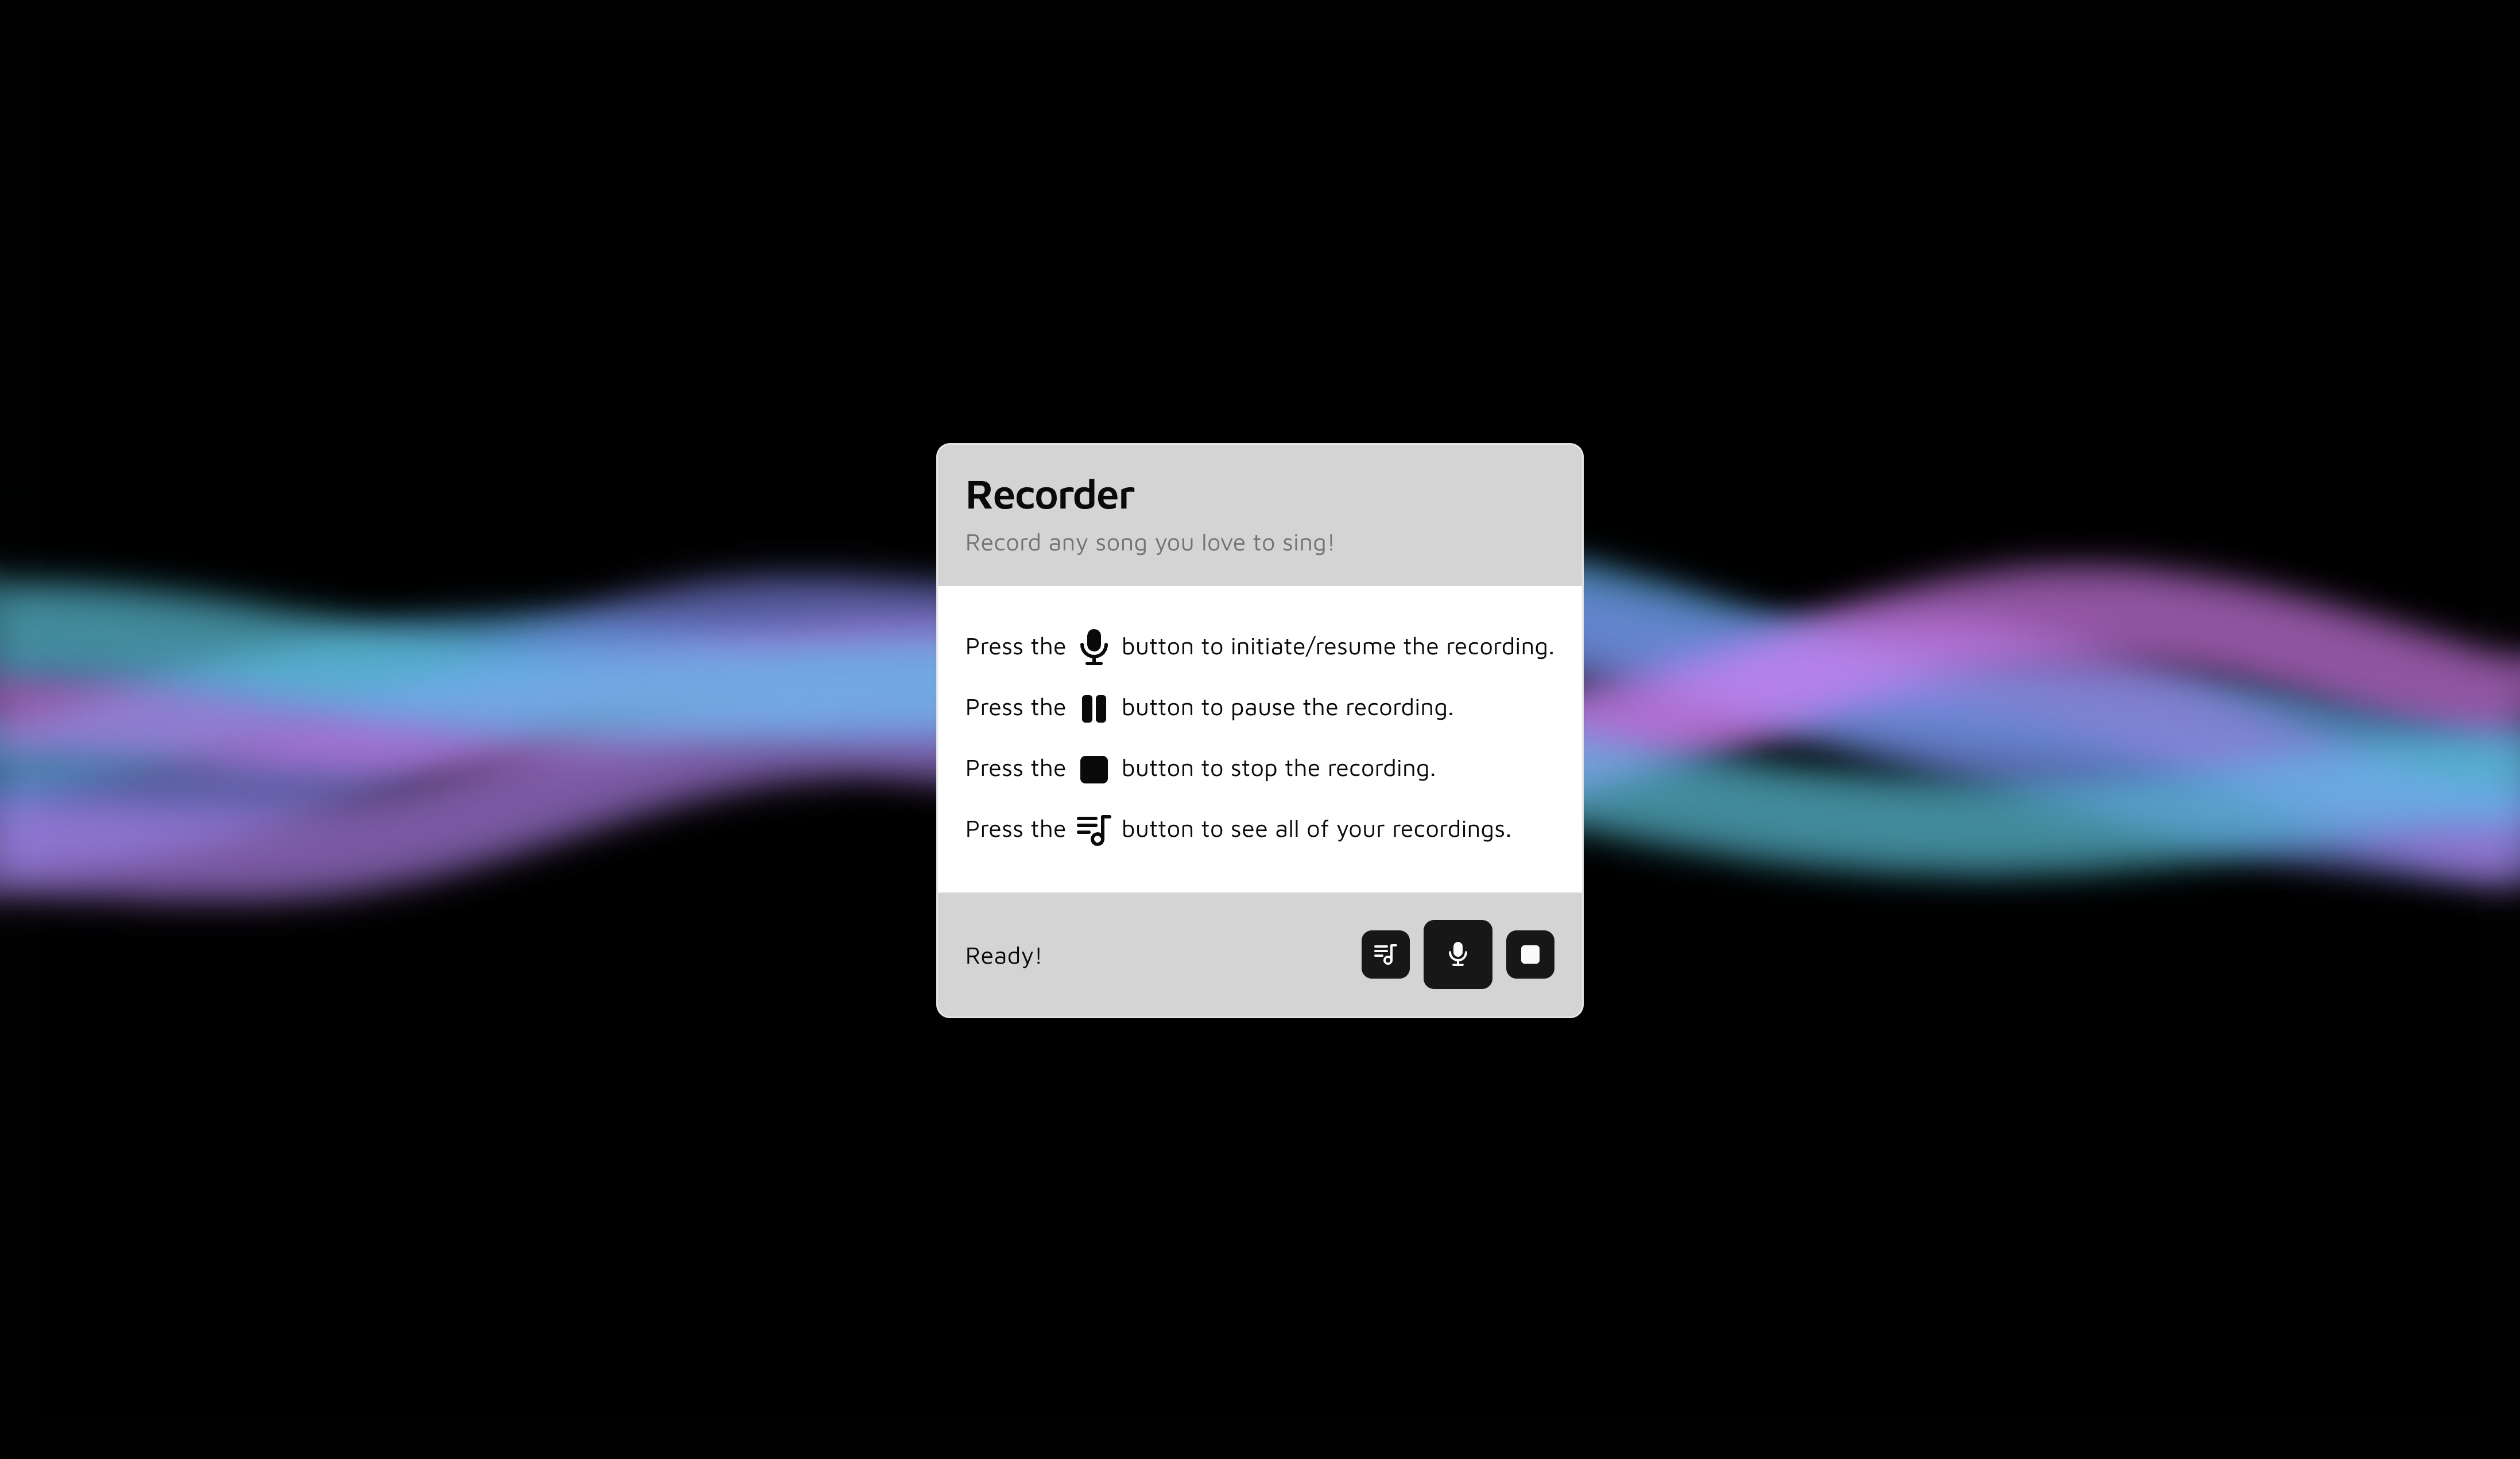 Recorder
Record any song you love to sing!
Press the button to initiate/resume the recording.
Press the button to pause the recording.
Press the button to stop the recording.
Press the button to see all of your recordings.
Ready!